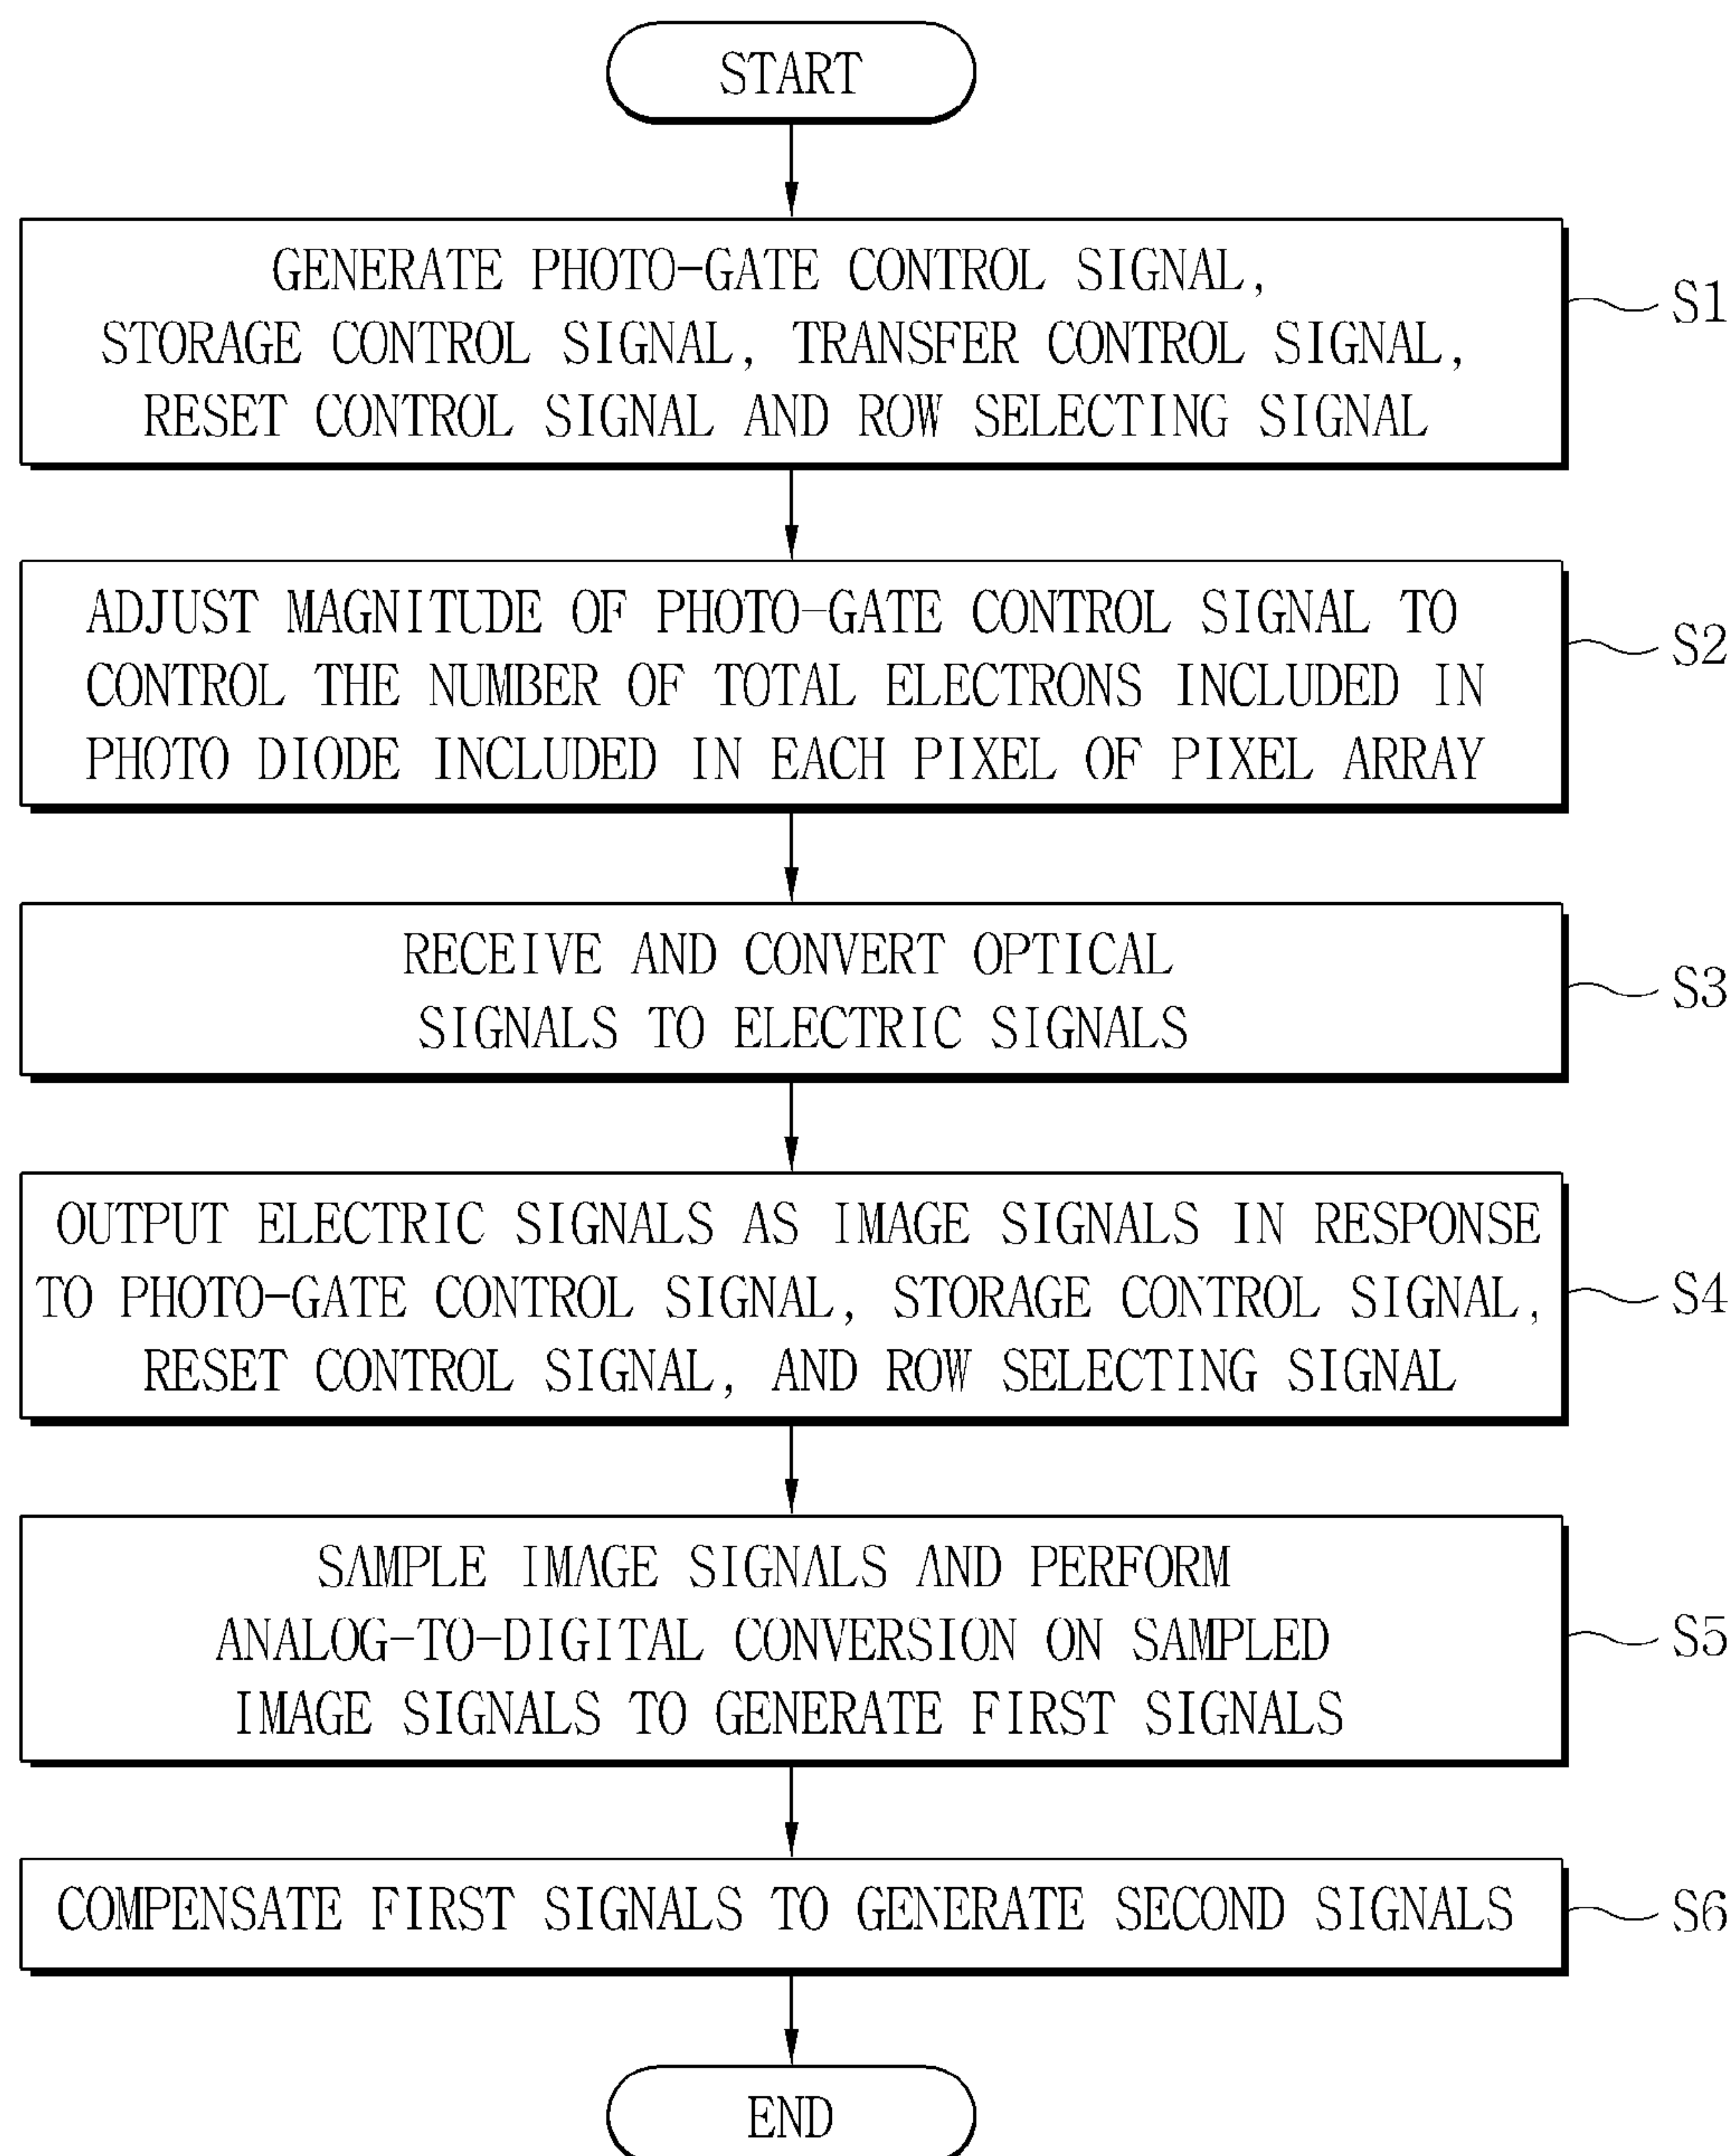 START
GENERATE PHOTO-GATE CONTROL SIGNAL,
STORAGE CONTROL SIGNAL, TRANSFER CONTROL SIGNAL,
RESET CONTROL SIGNAL AND ROW SELECTING SIGNAL
S1
ADJUST MAGNITUDE OF PHOTO-GATE CONTROL SIGNAL TO
CONTROL THE NUMBER OF TOTAL ELECTRONS INCLUDED IN
PHOTO DIODE INCLUDED IN EACH PIXEL OF PIXEL ARRAY
S2
RECEIVE AND CONVERT OPTICAL
SIGNALS TO ELECTRIC SIGNALS
S3
OUTPUT ELECTRIC SIGNALS AS IMAGE SIGNALS IN RESPONSE
TO PHOTO-GATE CONTROL SIGNAL, STORAGE CONTROL SIGNAL,
RESET CONTROL SIGNAL, AND ROW SELECTING SIGNAL
S4
SAMPLE IMAGE SIGNALS AND PERFORM
ANALOG-TO-DIGITAL CONVERSION ON SAMPLED
IMAGE SIGNALS TO GENERATE FIRST SIGNALS
S5
COMPENSATE FIRST SIGNALS TO GENERATE SECOND SIGNALS
S6
END